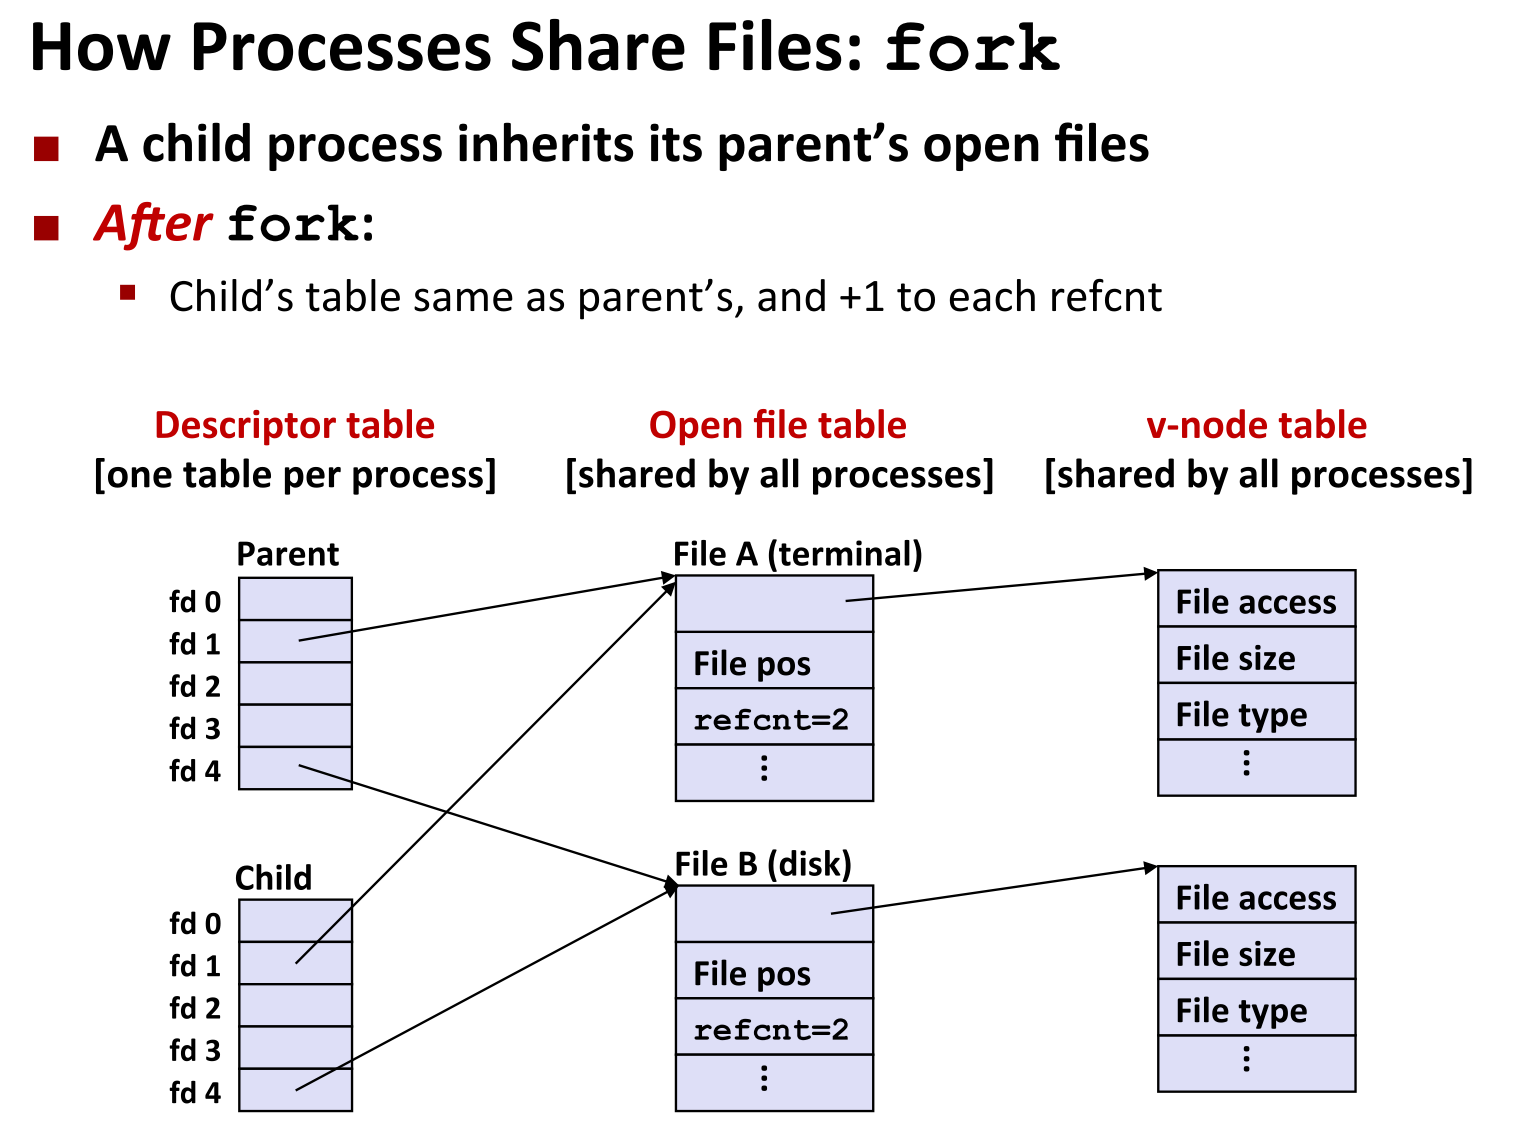 How Processes Share Files: fork
A child process inherits its parent’s open files
After fork:
Child’s table same as parent’s, and +1 to each refcnt
Descriptor table
[one table per process]
Open file table
[shared by all processes]
v-node table
[shared by all processes]
Parent
fd 0
fd 1
fd 2
fd 3
fd 4
Child
fd 0
fd 1
fd 2
fd 3
fd 4
File A (terminal)
File pos
refcnt=2
⋮
File B (disk)
File pos
refcnt=2
⋮
File access
File size
File type
⋮
File access
File size
File type
⋮